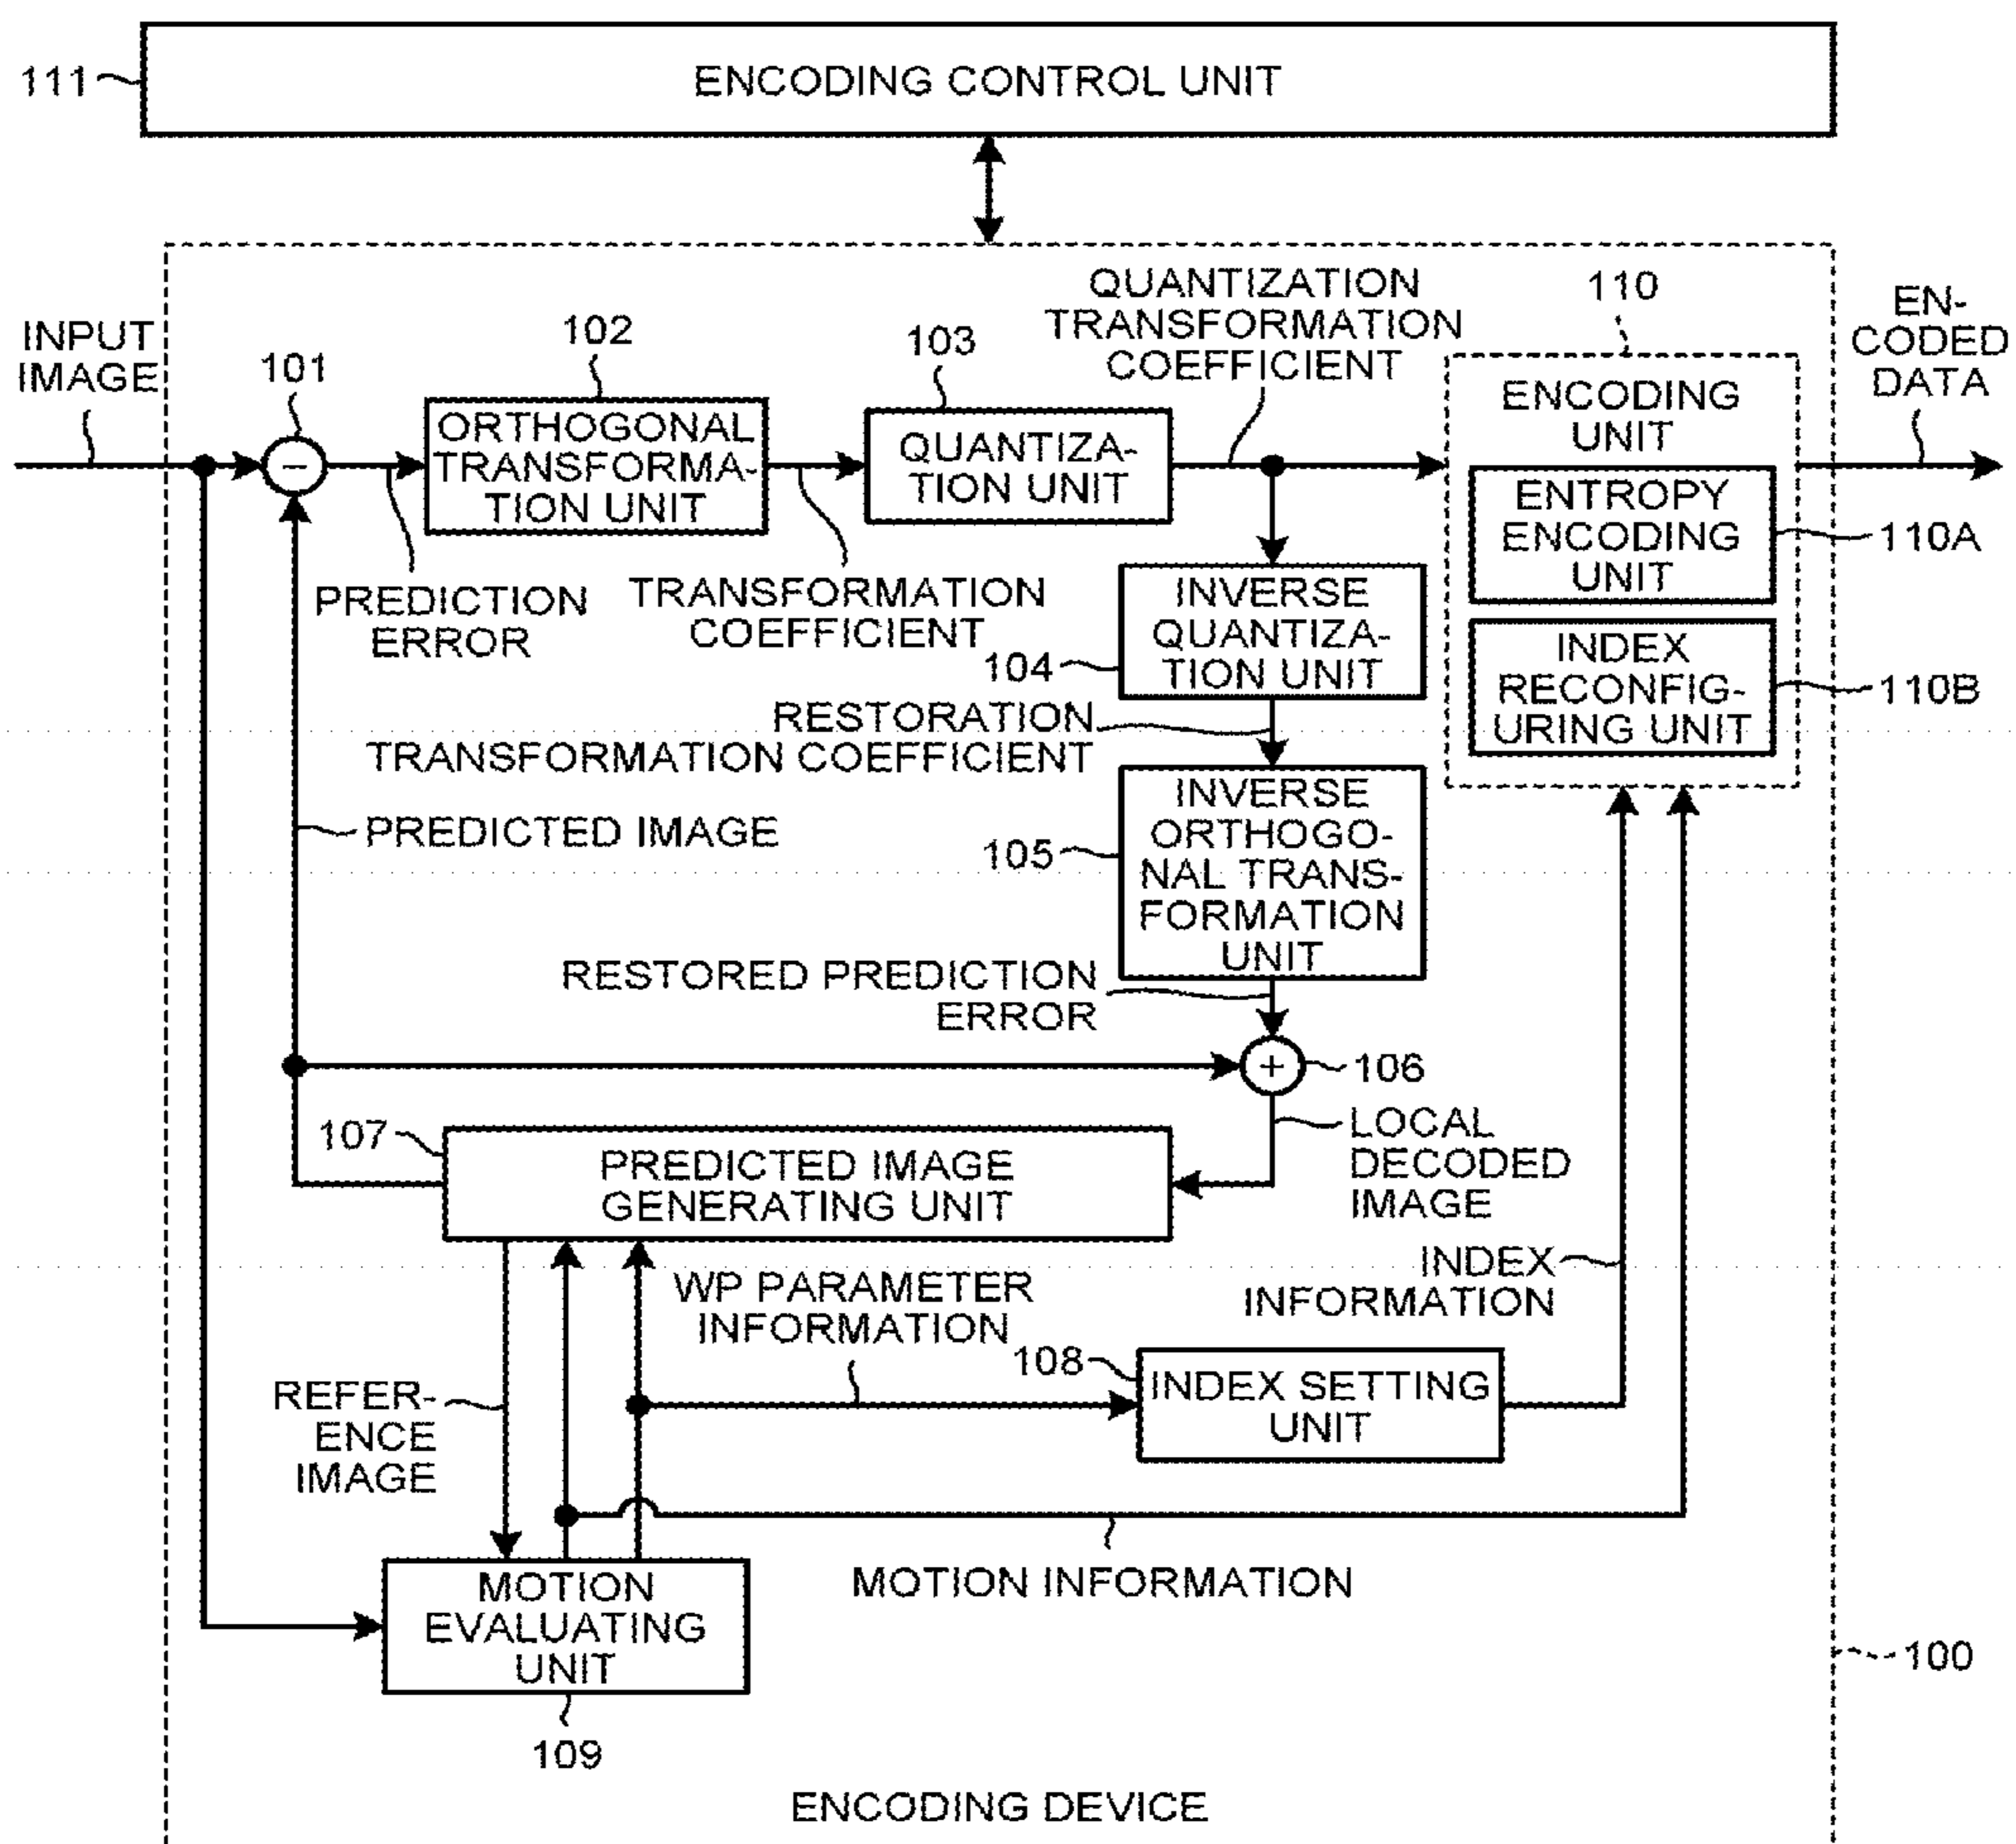 111
ENCODING CONTROL UNIT
INPUT
IMAGE
101
−
102
ORTHOGONAL
TRANSFORMA-
TION UNIT
PREDICTION
ERROR
103
QUANTIZA-
TION UNIT
TRANSFORMATION
COEFFICIENT
QUANTIZATION
TRANSFORMATION
COEFFICIENT
110
ENCODING
UNIT
ENTROPY
ENCODING
UNIT
110A
INDEX
RECONFIG-
URING UNIT
110B
EN-
CODED
DATA
104
INVERSE
QUANTIZA-
TION UNIT
RESTORATION
TRANSFORMATION COEFFICIENT
PREDICTED IMAGE
105
INVERSE
ORTHOGO-
NAL TRANS-
FORMATION
UNIT
RESTORED PREDICTION
ERROR
+
106
107
PREDICTED IMAGE
GENERATING UNIT
LOCAL
DECODED
IMAGE
WP PARAMETER
INFORMATION
INDEX
INFORMATION
108
INDEX SETTING
UNIT
REFER-
ENCE
IMAGE
MOTION INFORMATION
MOTION
EVALUATING
UNIT
109
100
ENCODING DEVICE